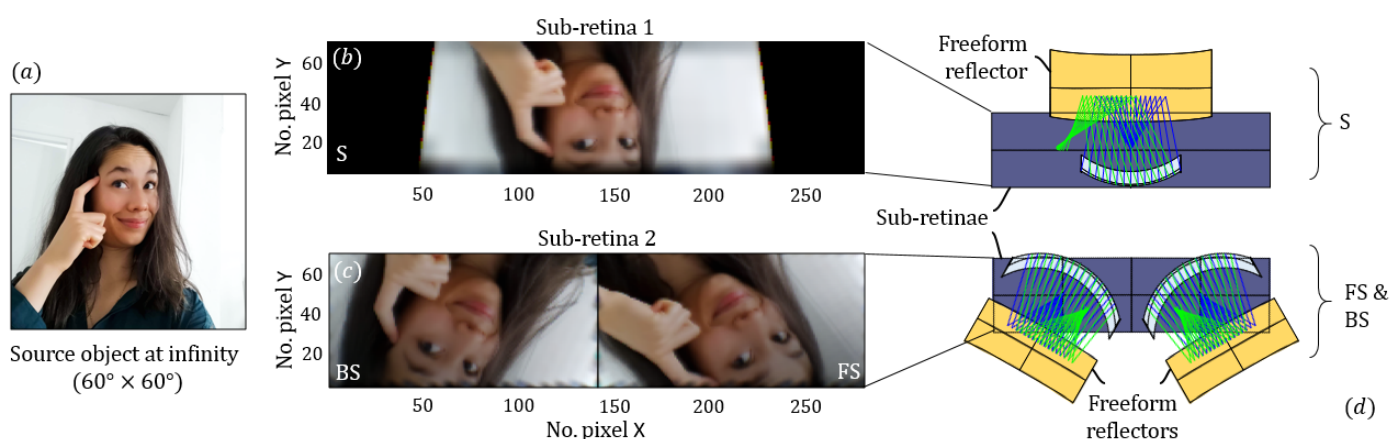 (a)
Source object at infinity
(60° × 60°)
Sub-retina 1
(b)
No. pixel Y
60
40
20
S
50 100 150 200 250
Sub-retina 2
(c)
No. pixel Y
60
40
20
BS
FS
50 100 150 200 250
No. pixel X
Freeform
reflector
S
Sub-retinae
FS &
BS
Freeform
reflectors
(d)